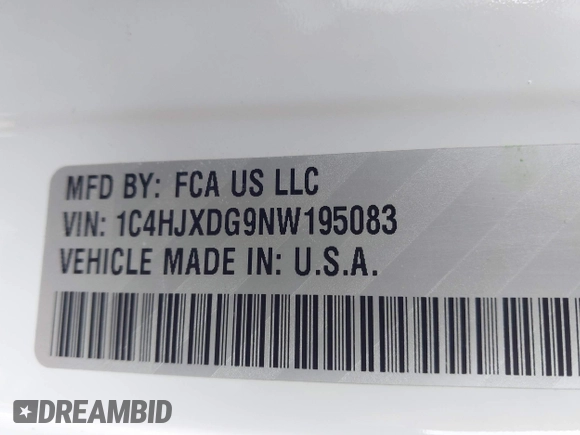 MFD BY: FCA US LLC
VIN: 1C4HJXDG9NW195083
VEHICLE MADE IN: U.S.A.
DREAMBID